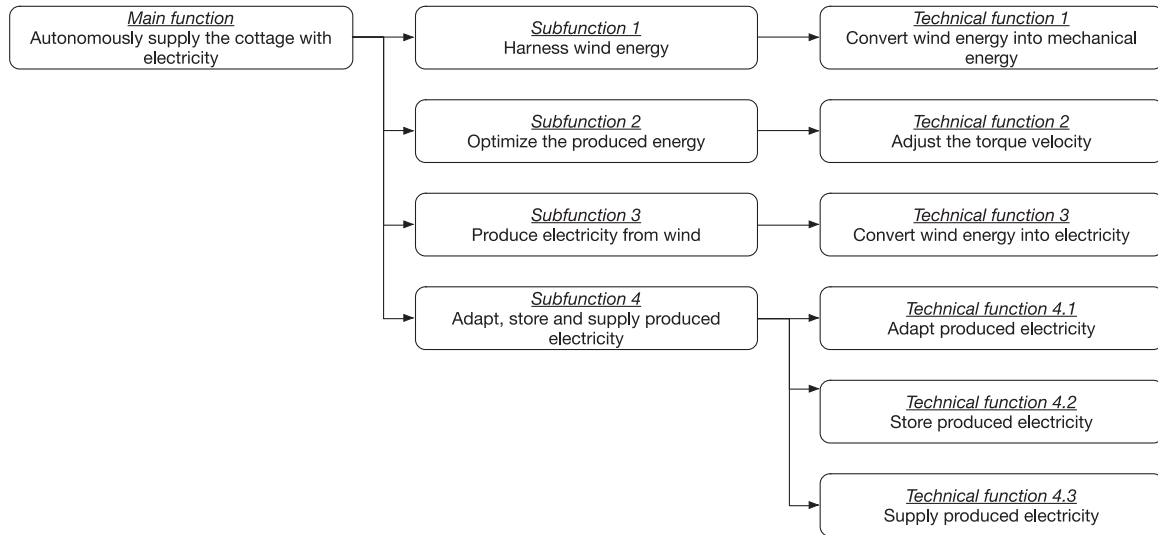 Main function
Autonomously supply the cottage with
electricity
Subfunction 1
Harness wind energy
Technical function 1
Convert wind energy into mechanical
energy
Subfunction 2
Optimize the produced energy
Technical function 2
Adjust the torque velocity
Subfunction 3
Produce electricity from wind
Technical function 3
Convert wind energy into electricity
Subfunction 4
Adapt, store and supply produced
electricity
Technical function 4.1
Adapt produced electricity
Technical function 4.2
Store produced electricity
Technical function 4.3
Supply produced electricity